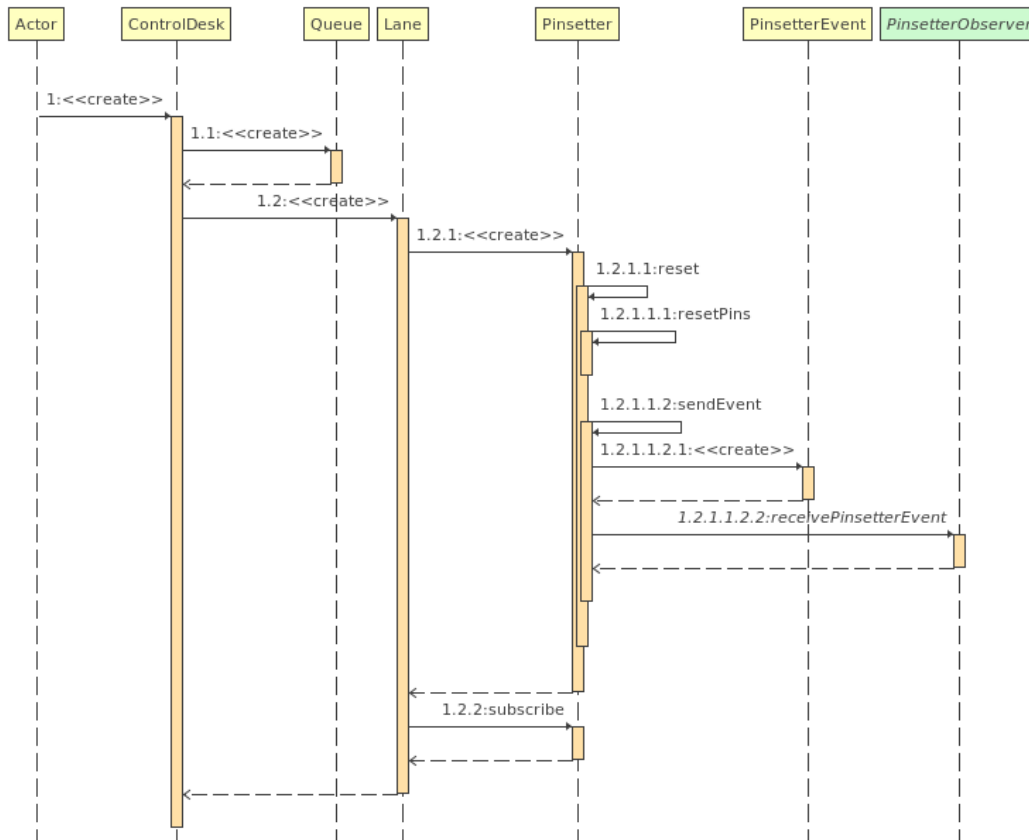 Actor
ControlDesk
Queue
Lane
Pinsetter
PinsetterEvent
PinsetterObserver
1:<<create>>
1.1:<<create>>
1.2:<<create>>
1.2.1:<<create>>
1.2.1.1:reset
1.2.1.1.1:resetPins
1.2.1.1.2:sendEvent
1.2.1.1.2.1:<<create>>
1.2.1.1.2.2:receivePinsetterEvent
1.2.2:subscribe